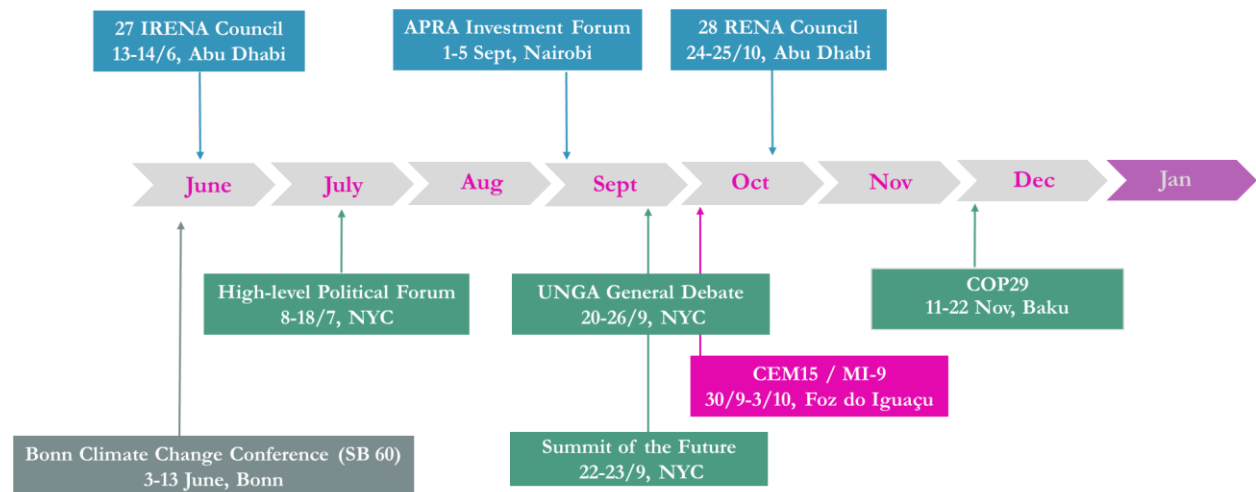 27 IRENA Council
13-14/6, Abu Dhabi
APRA Investment Forum
1-5 Sept, Nairobi
28 RENA Council
24-25/10, Abu Dhabi
June
July
Aug
Sept
Oct
Nov
Dec
Jan
High-level Political Forum
8-18/7, NYC
UNGA General Debate
20-26/9, NYC
COP29
11-22 Nov, Baku
CEM15 / MI-9
30/9-3/10, Foz do Iguaçu
Bonn Climate Change Conference (SB 60)
3-13 June, Bonn
Summit of the Future
22-23/9, NYC